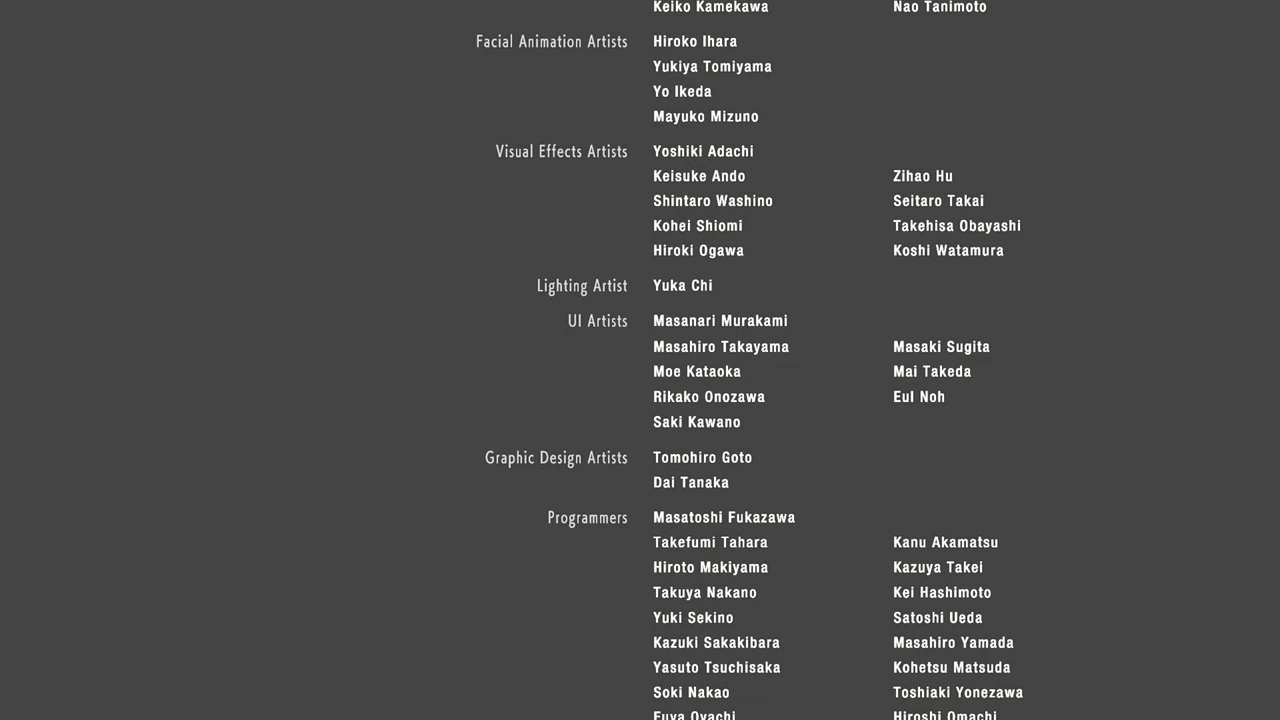 Keiko Kamekawa Nao Tanimoto
Facial Animation Artists Hiroko Ihara
Yukiya Tomiyama
Yo Ikeda
Mayuko Mizuno
Visual Effects Artists Yoshiki Adachi
Keisuke Ando Zihao Hu
Shintaro Washino Seitaro Takai
Kohei Shiomi Takehisa Obayashi
Hiroki Ogawa Koshi Watamura
Lighting Artist Yuka Chi
UI Artists Masanari Murakami
Masahiro Takayama Masaki Sugita
Moe Kataoka Mai Takeda
Rikako Onozawa Eul Noh
Saki Kawano
Graphic Design Artists Tomohiro Goto
Dai Tanaka
Programmers Masatoshi Fukazawa
Takefumi Tahara Kanu Akamatsu
Hiroto Makiyama Kazuya Takei
Takuya Nakano Kei Hashimoto
Yuki Sekino Satoshi Ueda
Kazuki Sakakibara Masahiro Yamada
Yasuto Tsuchisaka Kohetsu Matsuda
Soki Nakao Toshiaki Yonezawa
Fuya Oyachi Hiroshi Omachi